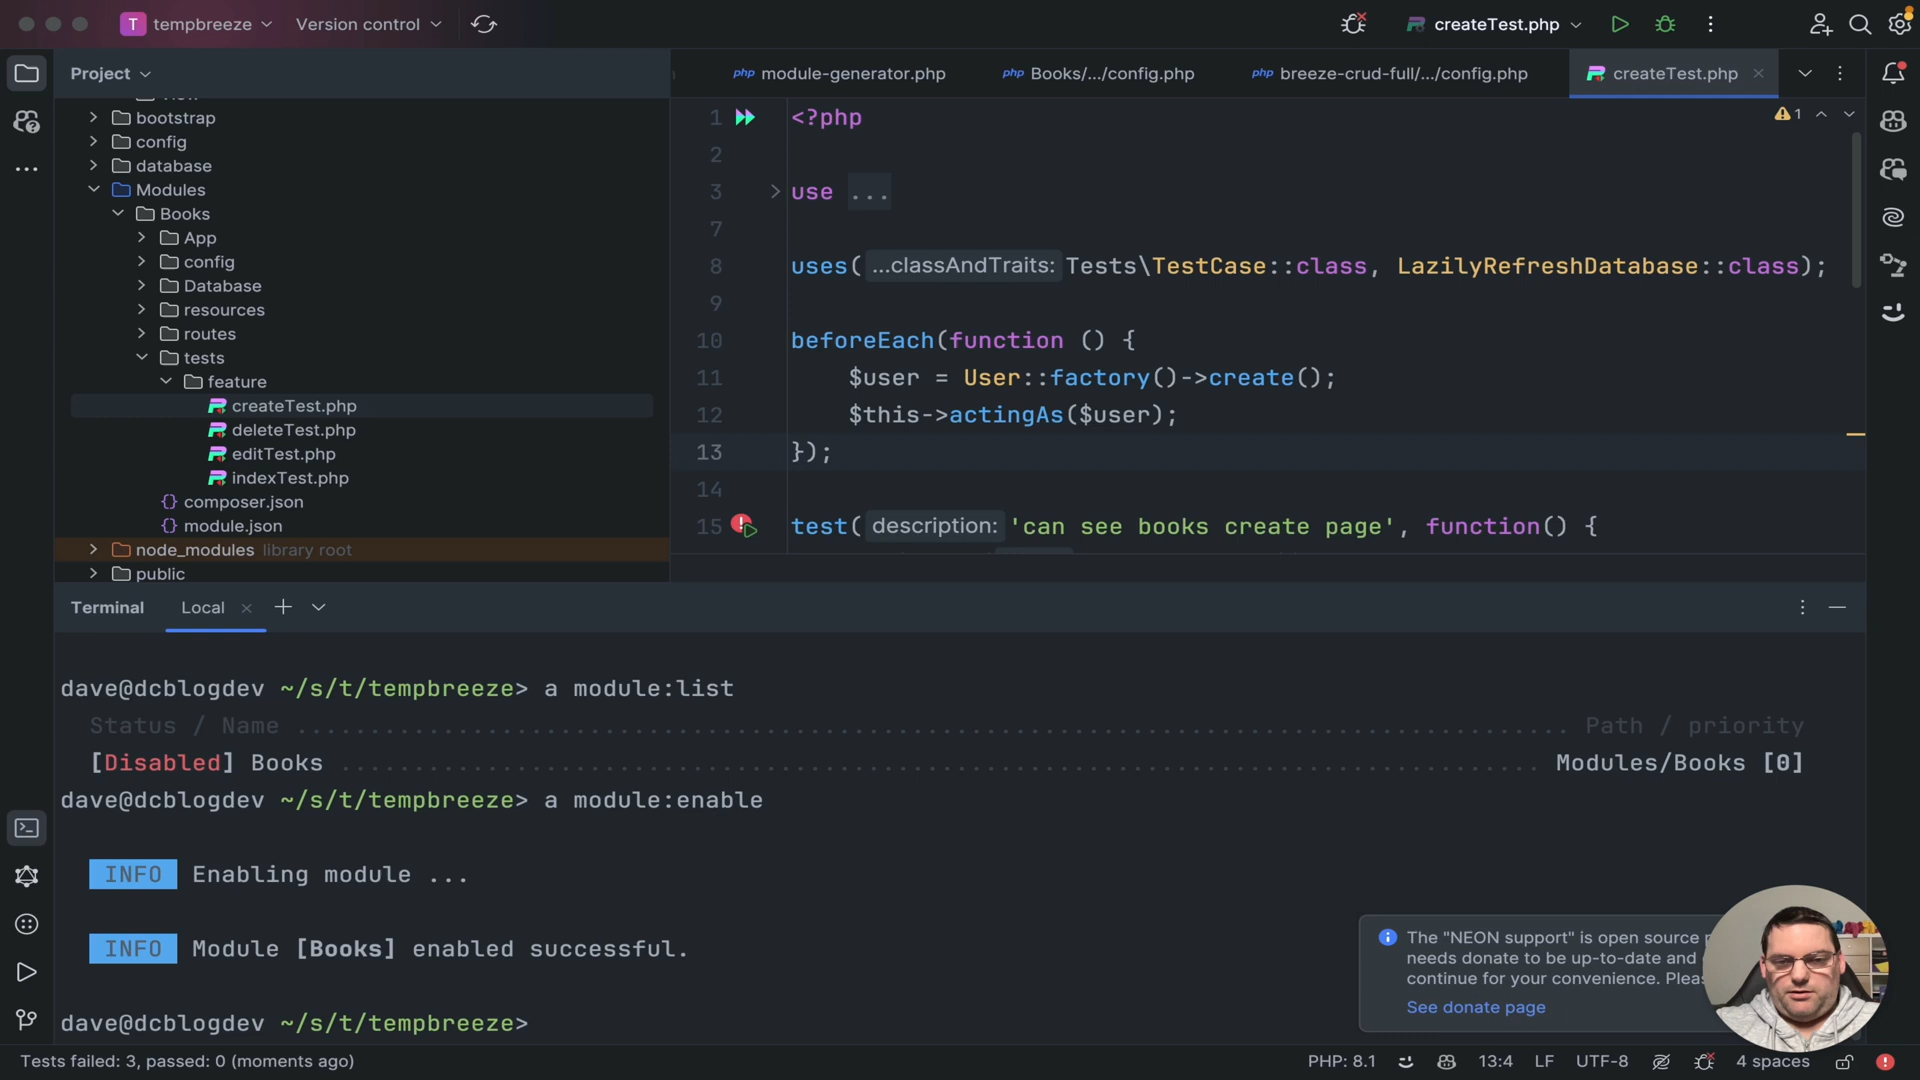 T tempbreeze Version control createTest.php
Project
module-generator.php Books/.../config.php breeze-crud-full/.../config.php createTest.php
bootstrap
config
database
Modules
Books
App
config
Database
resources
routes
tests
feature
createTest.php
deleteTest.php
editTest.php
indexTest.php
composer.json
module.json
node_modules library root
public
1 <?php
2
3 use ...
7
8 uses( ...classAndTraits: Tests\TestCase::class, LazilyRefreshDatabase::class);
9
10 beforeEach(function () {
11 $user = User::factory()->create();
12 $this->actingAs($user);
13 });
14
15 test( description: 'can see books create page', function() {
1
Terminal Local
dave@dcblogdev ~/s/t/tempbreeze> a module:list
Status / Name ........ Path / priority
[Disabled] Books ........ Modules/Books [0]
dave@dcblogdev ~/s/t/tempbreeze> a module:enable
INFO Enabling module ...
INFO Module [Books] enabled successful.
dave@dcblogdev ~/s/t/tempbreeze>
The "NEON support" is open source
needs donate to be up-to-date and
continue for your convenience.
See donate page
Tests failed: 3, passed: 0 (moments ago)
PHP: 8.1 13:4 LF UTF-8 4 spaces